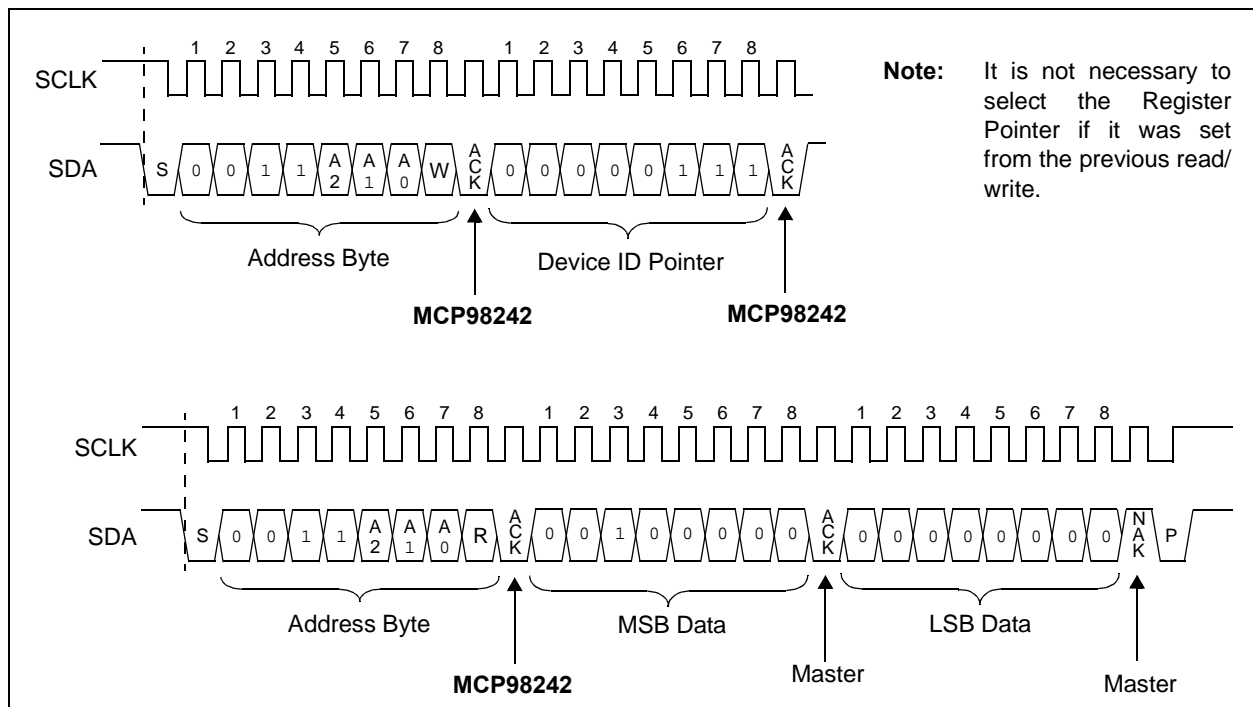 1 2 3 4 5 6 7 8 1 2 3 4 5 6 7 8
SCLK
SDA
S 0 0 1 1 A2 A1 A0 W ACK 0 0 0 0 0 1 1 1 ACK
Address Byte Device ID Pointer
MCP98242 MCP98242
Note: It is not necessary to
select the Register
Pointer if it was set
from the previous read/
write.
1 2 3 4 5 6 7 8 1 2 3 4 5 6 7 8 1 2 3 4 5 6 7 8
SCLK
SDA
S 0 0 1 1 A2 A1 A0 R ACK 0 0 1 0 0 0 0 0 ACK 0 0 0 0 0 0 0 0 NAK P
Address Byte MSB Data LSB Data
MCP98242 Master Master